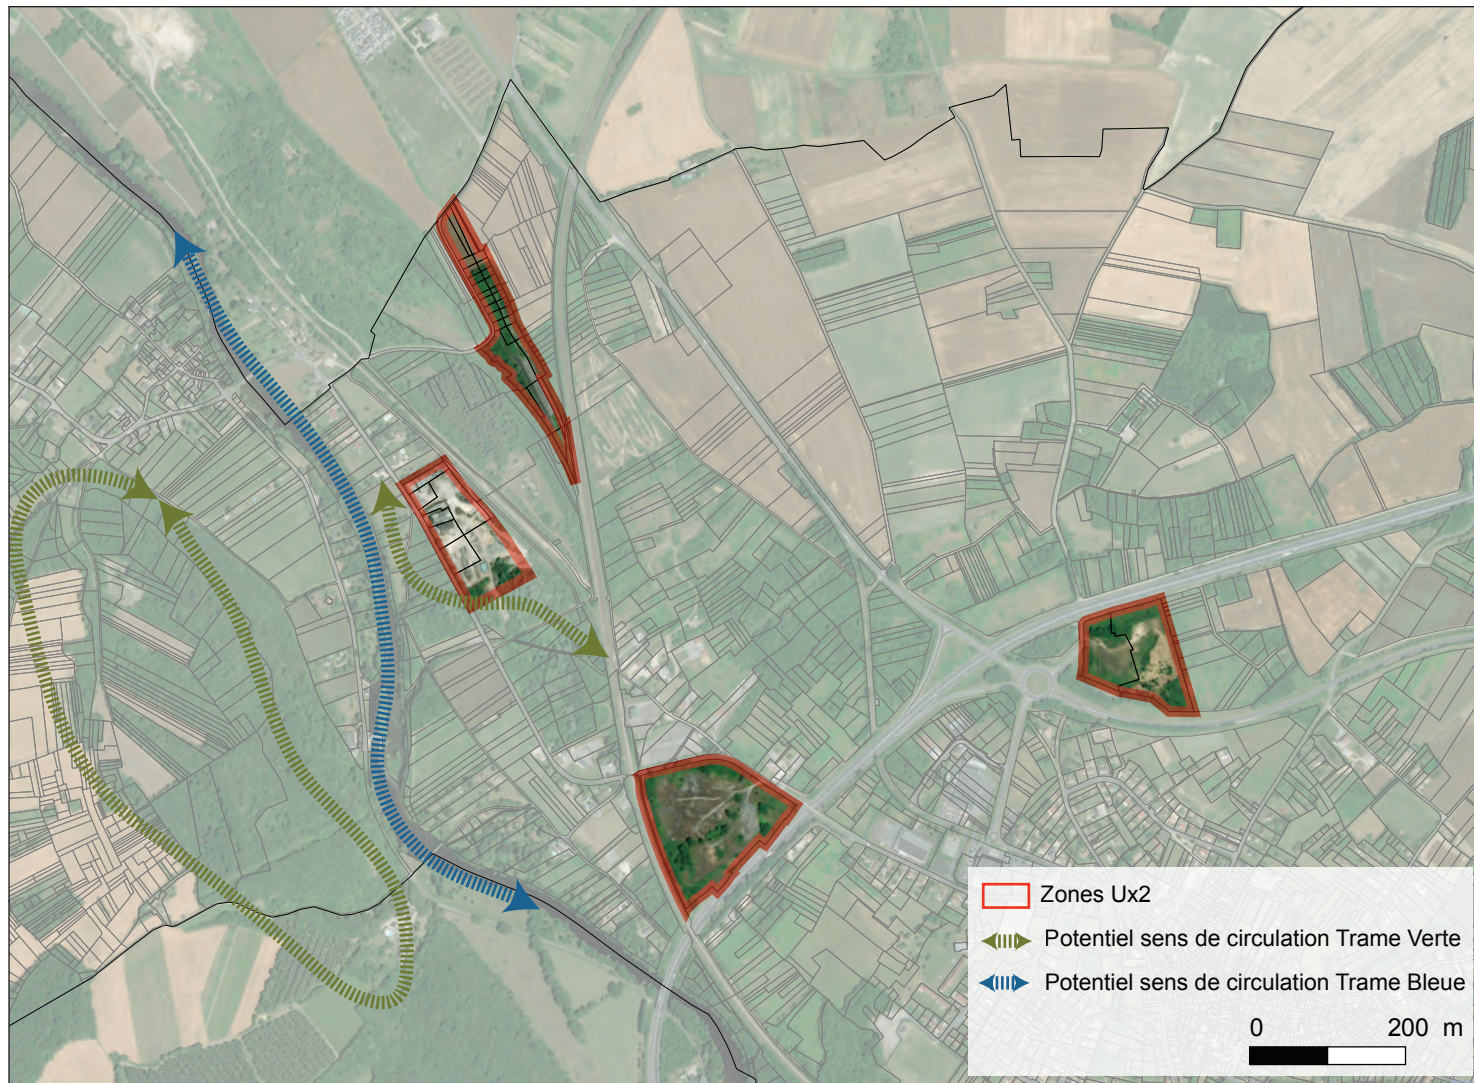 Zones Ux2
Potentiel sens de circulation Trame Verte
Potentiel sens de circulation Trame Bleue
0 200 m